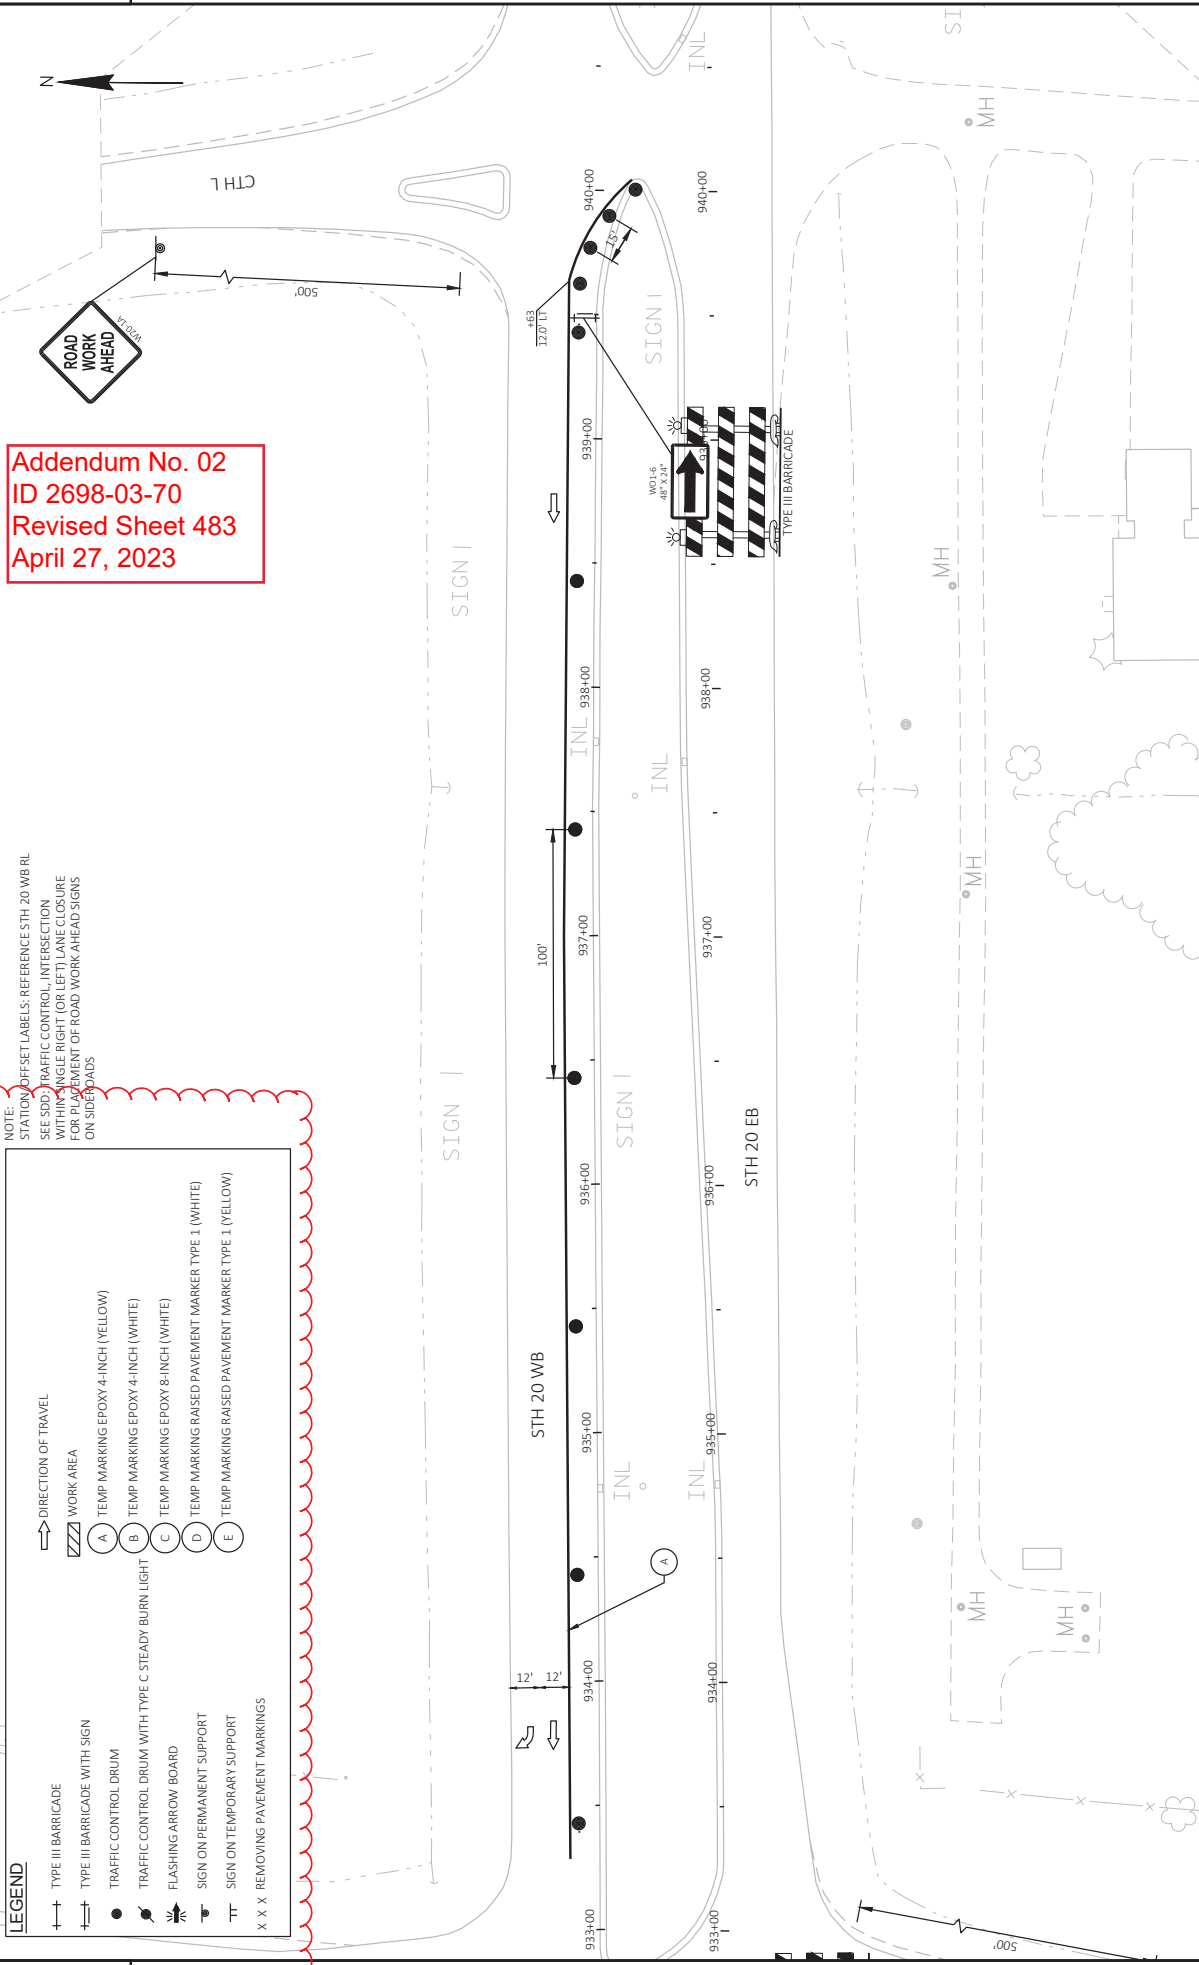 N
CTH L
500'
ROAD
WORK
AHEAD
W20-1A
Addendum No. 02
ID 2698-03-70
Revised Sheet 483
April 27, 2023
NOTE:
STATION/OFFSET LABELS: REFERENCE STH 20 WB RL
SEE SDD: TRAFFIC CONTROL, INTERSECTION
WITHIN SINGLE RIGHT (OR LEFT) LANE CLOSURE
FOR PLACEMENT OF ROAD WORK AHEAD SIGNS
ON SIDEROADS
LEGEND
TYPE III BARRICADE
TYPE III BARRICADE WITH SIGN
TRAFFIC CONTROL DRUM
TRAFFIC CONTROL DRUM WITH TYPE C STEADY BURN LIGHT
FLASHING ARROW BOARD
SIGN ON PERMANENT SUPPORT
SIGN ON TEMPORARY SUPPORT
X X X REMOVING PAVEMENT MARKINGS
DIRECTION OF TRAVEL
WORK AREA
A TEMP MARKING EPOXY 4-INCH (YELLOW)
B TEMP MARKING EPOXY 4-INCH (WHITE)
C TEMP MARKING EPOXY 8-INCH (WHITE)
D TEMP MARKING RAISED PAVEMENT MARKER TYPE 1 (WHITE)
E TEMP MARKING RAISED PAVEMENT MARKER TYPE 1 (YELLOW)
SIGN
SIGN
12'
12'
STH 20 WB
100'
+63
12.0' LT
15'
933+00
934+00
935+00
936+00
937+00
938+00
939+00
940+00
INL
INL
SIGN
INL
INL
SIGN
INL
A
INL
WO1-6
48" X 24"
TYPE III BARRICADE
933+00
934+00
935+00
936+00
937+00
938+00
940+00
STH 20 EB
MH
MH
MH
MH
MH
500'